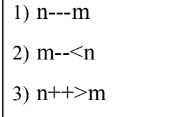 1) n---m
2) m--<n
3) n++>m